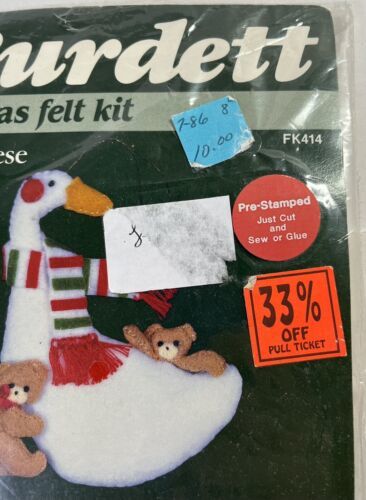 urdett
as felt kit
7-86 8
10.00
FK414
ese
Pre-Stamped
Just Cut
and
Sew or Glue
33%
OFF
PULL TICKET